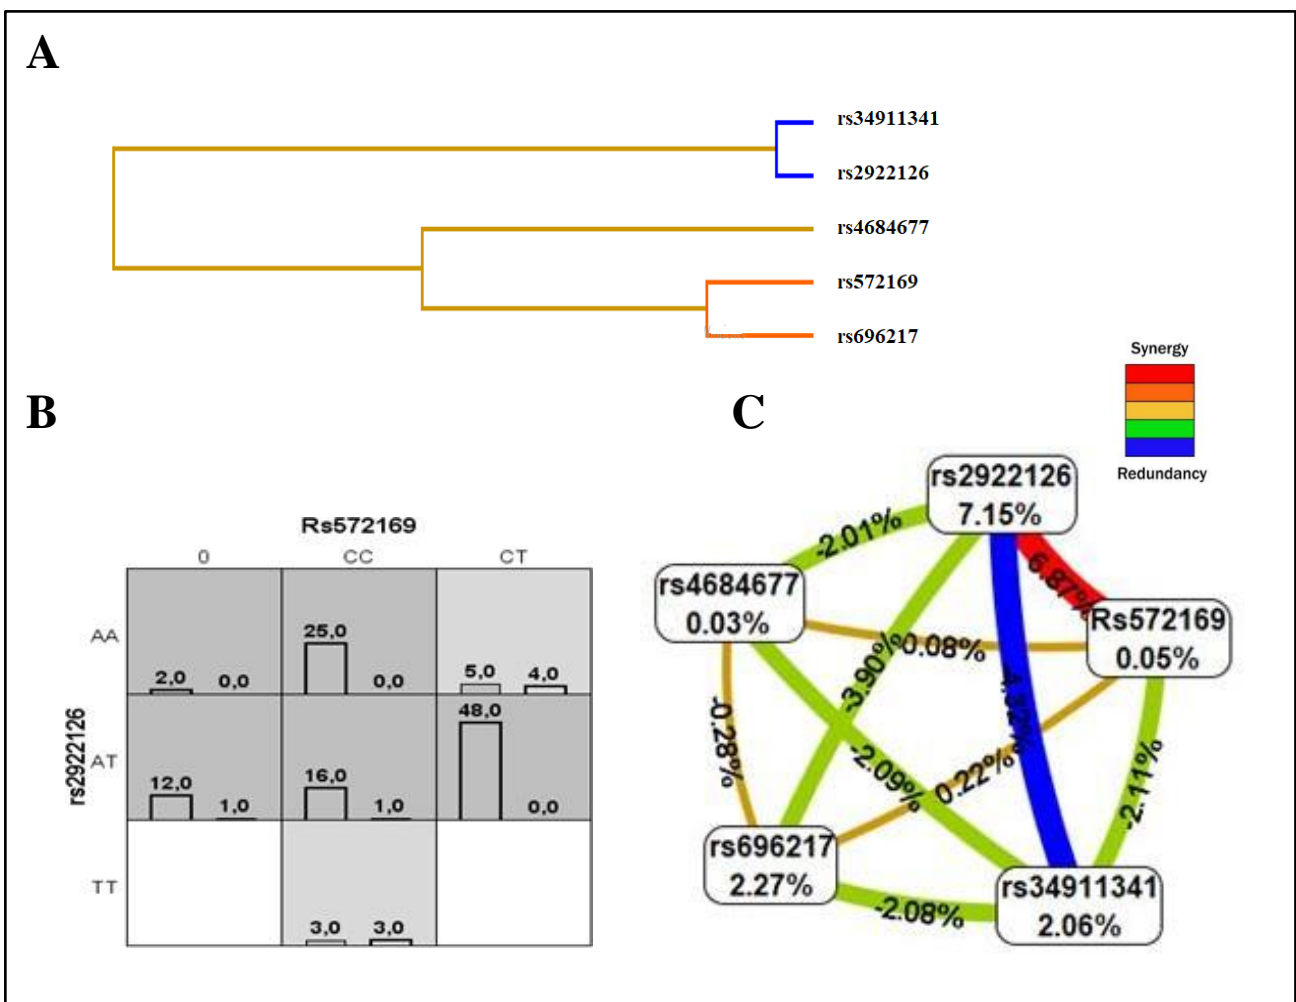 A
rs34911341
rs2922126
rs4684677
rs572169
rs696217
Synergy
Redundancy
B
Rs572169
0 CC CT
rs2922126
AA
2,0 0,0 25,0 0,0 5,0 4,0
AT
12,0 1,0 16,0 1,0 48,0 0,0
TT
3,0 3,0
C
rs2922126
7.15%
-2.01%
6.87%
rs4684677
0.03%
Rs572169
0.05%
0.08%
-3.90%
-4.32%
-0.28%
-2.09%
0.22%
-2.11%
rs696217
2.27%
-2.08%
rs34911341
2.06%